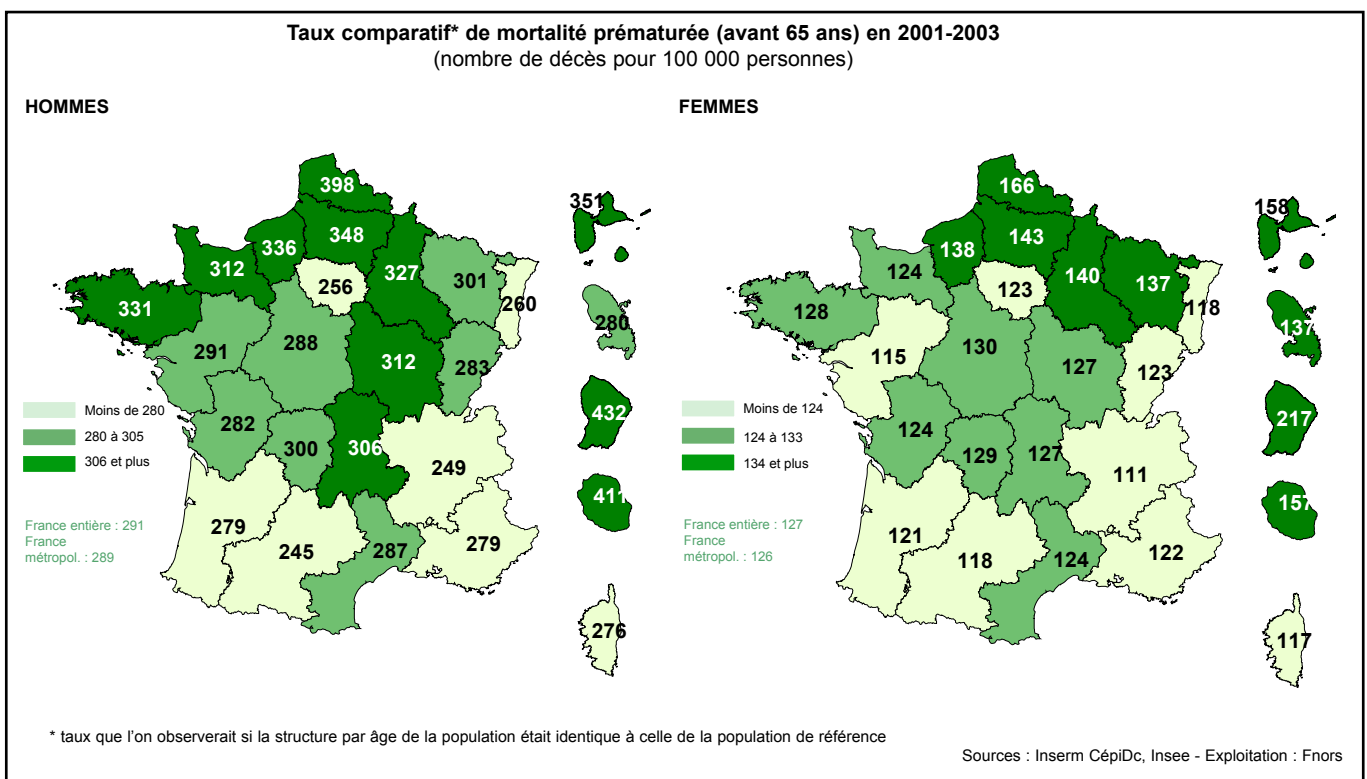 Taux comparatif* de mortalité prématurée (avant 65 ans) en 2001-2003
(nombre de décès pour 100 000 personnes)
HOMMES
398
351
348
336
312
327
301
256
260
331
280
291
288
312
283
282
300
306
432
249
411
279
245
287
279
276
Moins de 280
280 à 305
306 et plus
France entière : 291
France
métropol. : 289
FEMMES
166
158
143
138
124
140
137
123
118
128
137
115
130
127
123
124
129
127
217
111
157
121
118
124
122
117
Moins de 124
124 à 133
134 et plus
France entière : 127
France
métropol. : 126
* taux que l'on observerait si la structure par âge de la population était identique à celle de la population de référence
Sources : Inserm CépiDc, Insee - Exploitation : Fnors